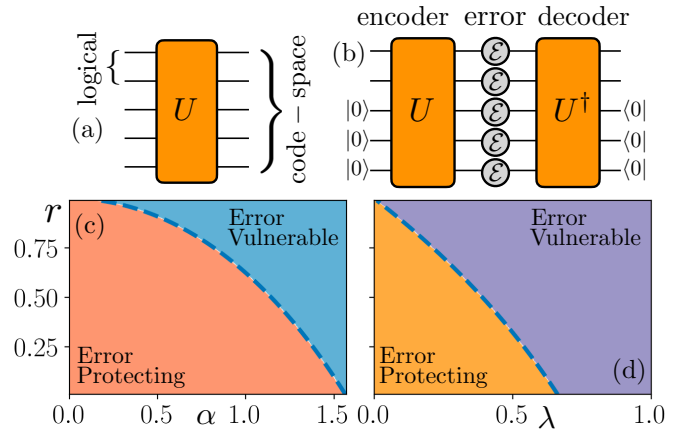 encoder error decoder
logical
U
code − space
(a)
(b)
ℰ
ℰ
|0⟩ U ℰ U† ⟨0|
|0⟩ ℰ ⟨0|
|0⟩ ℰ ⟨0|
r
(c)
Error
Vulnerable
Error
Protecting
0.75
0.50
0.25
0.0 0.5 α 1.0 1.5
Error
Vulnerable
Error
Protecting
(d)
0.0 0.5 λ 1.0